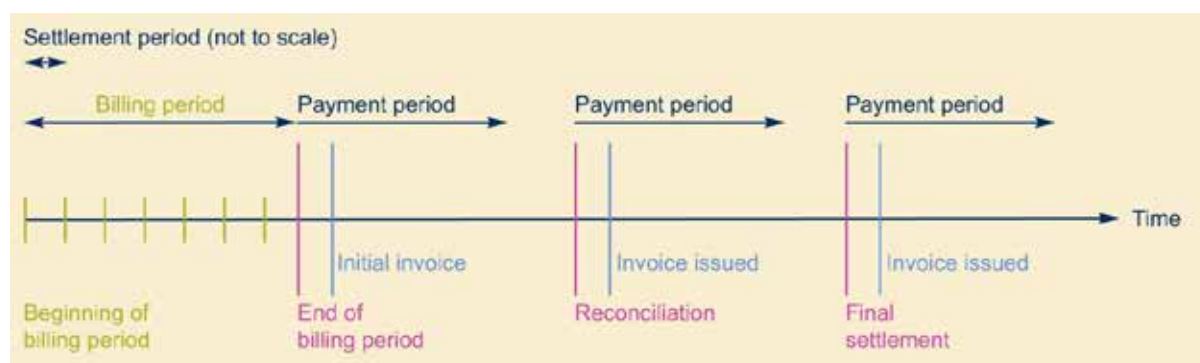 Settlement period (not to scale)
Billing period
Payment period
Payment period
Payment period
Time
Initial invoice
Invoice issued
Invoice issued
Beginning of
billing period
End of
billing period
Reconciliation
Final
settlement